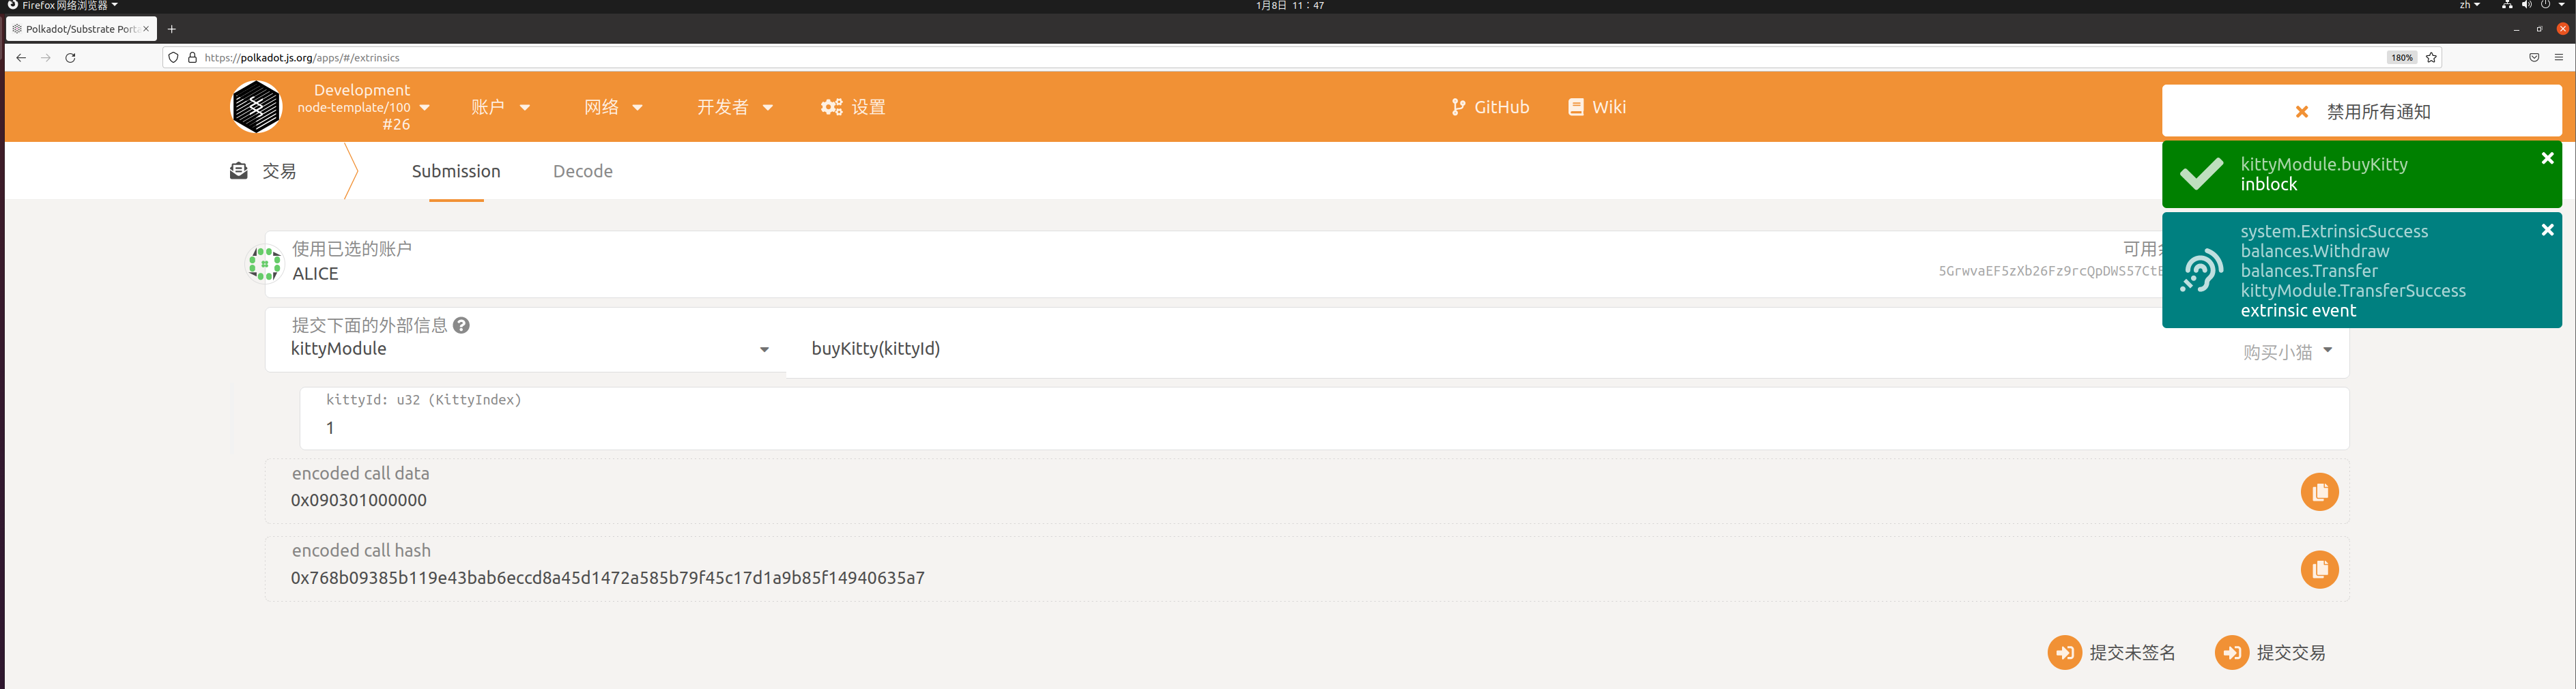 Firefox 网络浏览器
1月8日 11：47
zh
Polkadot/Substrate Porta
https://polkadot.js.org/apps/#/extrinsics
180%
Development
node-template/100
#26
账户
网络
开发者
设置
GitHub
Wiki
禁用所有通知
交易
Submission
Decode
kittyModule.buyKitty
inblock
system.ExtrinsicSuccess
balances.Withdraw
balances.Transfer
kittyModule.TransferSuccess
extrinsic event
使用已选的账户
ALICE
可用
5GrwvaEF5zXb26Fz9rcQpDWS57CtE
提交下面的外部信息
kittyModule
buyKitty(kittyId)
购买小猫
kittyId: u32 (KittyIndex)
1
encoded call data
0x090301000000
encoded call hash
0x768b09385b119e43bab6eccd8a45d1472a585b79f45c17d1a9b85f14940635a7
提交未签名
提交交易